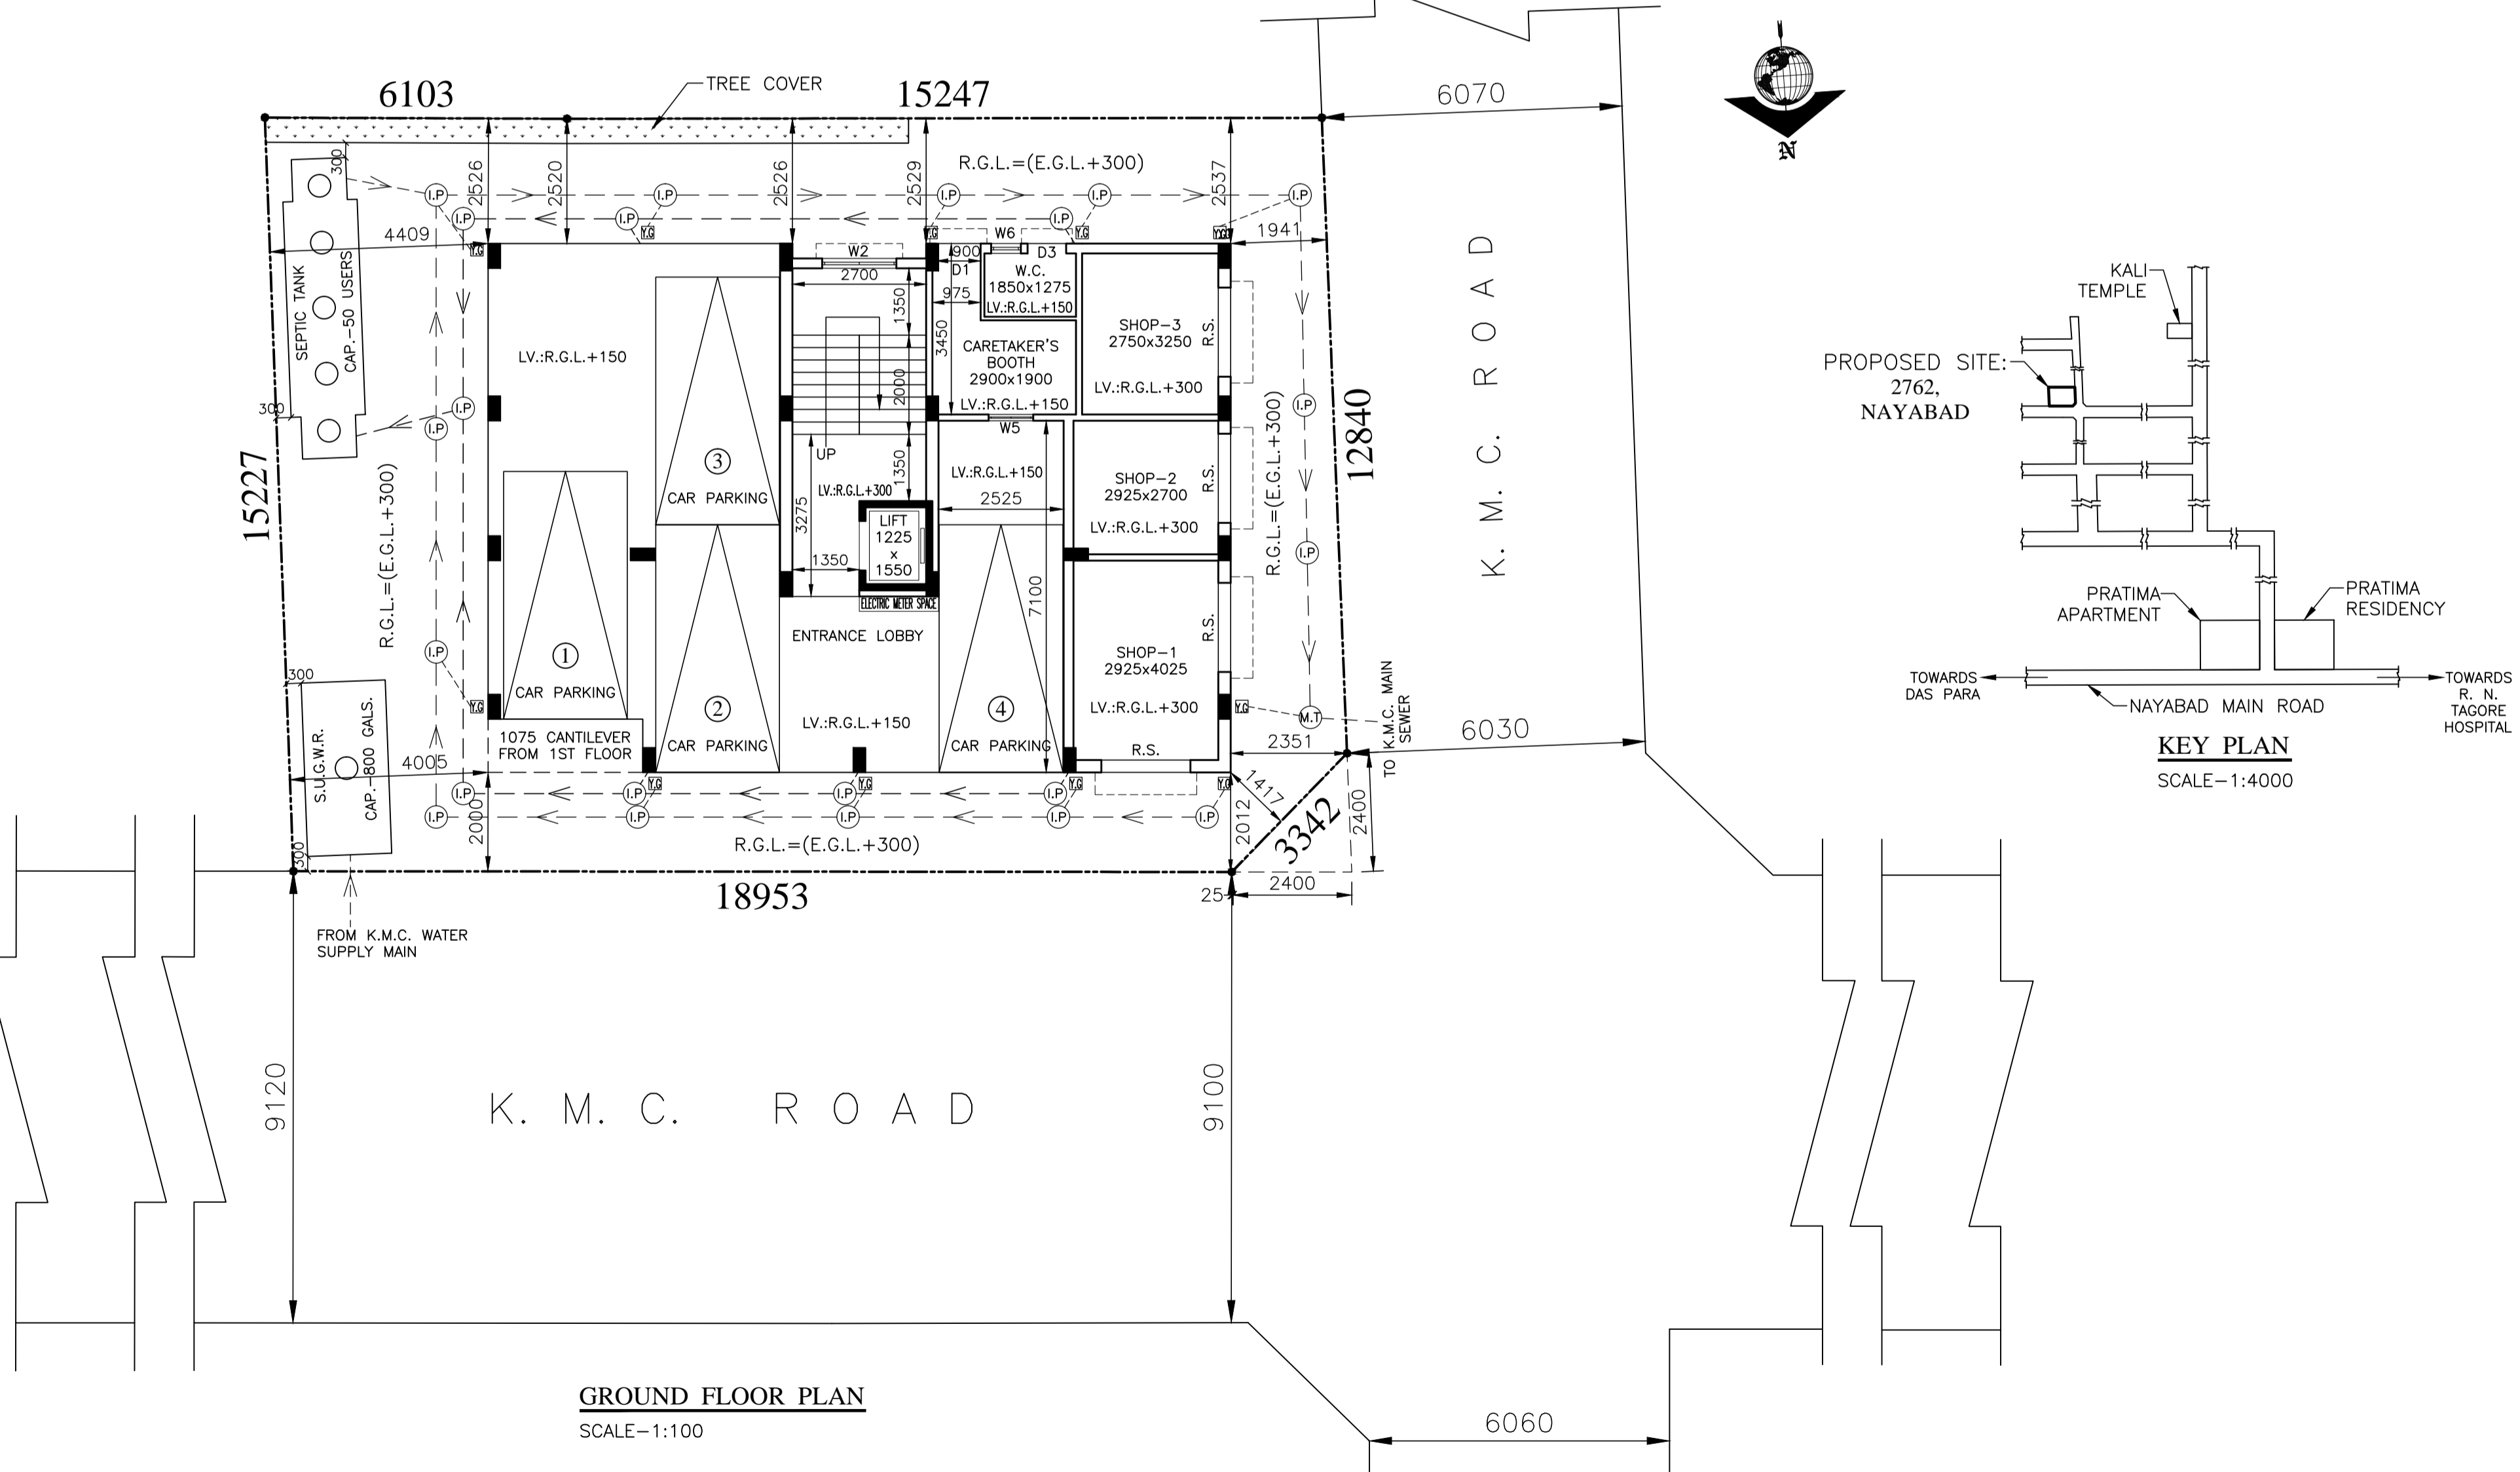 TREE COVER
6103
15247
6070
2526
2520
2526
2529
2537
R.G.L.=(E.G.L.+300)
N
300
I.P
I.P
I.P
I.P
I.P
I.P
I.P
I.P
Y.G
Y.G
Y.G
Y.G
Y.G
4409
1941
SEPTIC TANK
CAP.-50 USERS
300
W2
2700
1350
900
D1
975
W6
D3
W.C.
1850x1275
LV.:R.G.L.+150
3450
SHOP-3
2750x3250
LV.:R.G.L.+300
R.S.
LV.:R.G.L.+150
CARETAKER'S
BOOTH
2900x1900
LV.:R.G.L.+150
2000
W5
I.P
I.P
I.P
R.G.L.=(E.G.L.+300)
12840
K. M. C. ROAD
15227
R.G.L.=(E.G.L.+300)
3
CAR PARKING
UP
1350
LV.:R.G.L.+300
3275
LIFT
1225
x
1550
1350
ELECTRIC METER SPACE
LV.:R.G.L.+150
2525
7100
SHOP-2
2925x2700
LV.:R.G.L.+300
R.S.
I.P
1
CAR PARKING
I.P
Y.G
2
CAR PARKING
ENTRANCE LOBBY
LV.:R.G.L.+150
4
CAR PARKING
SHOP-1
2925x4025
LV.:R.G.L.+300
R.S.
R.S.
Y.G
M.T
TO K.M.C. MAIN
SEWER
1075 CANTILEVER
FROM 1ST FLOOR
300
S.U.G.W.R.
CAP.-800 GALS.
300
4005
2351
6030
1417
2012
2400
3342
2400
25
2000
I.P
I.P
I.P
I.P
I.P
I.P
I.P
I.P
I.P
Y.G
Y.G
Y.G
Y.G
R.G.L.=(E.G.L.+300)
18953
FROM K.M.C. WATER
SUPPLY MAIN
9120
K. M. C. ROAD
9100
6060
GROUND FLOOR PLAN
SCALE-1:100
KALI
TEMPLE
PROPOSED SITE:
2762,
NAYABAD
PRATIMA
APARTMENT
PRATIMA
RESIDENCY
TOWARDS
DAS PARA
NAYABAD MAIN ROAD
TOWARDS
R. N.
TAGORE
HOSPITAL
KEY PLAN
SCALE-1:4000